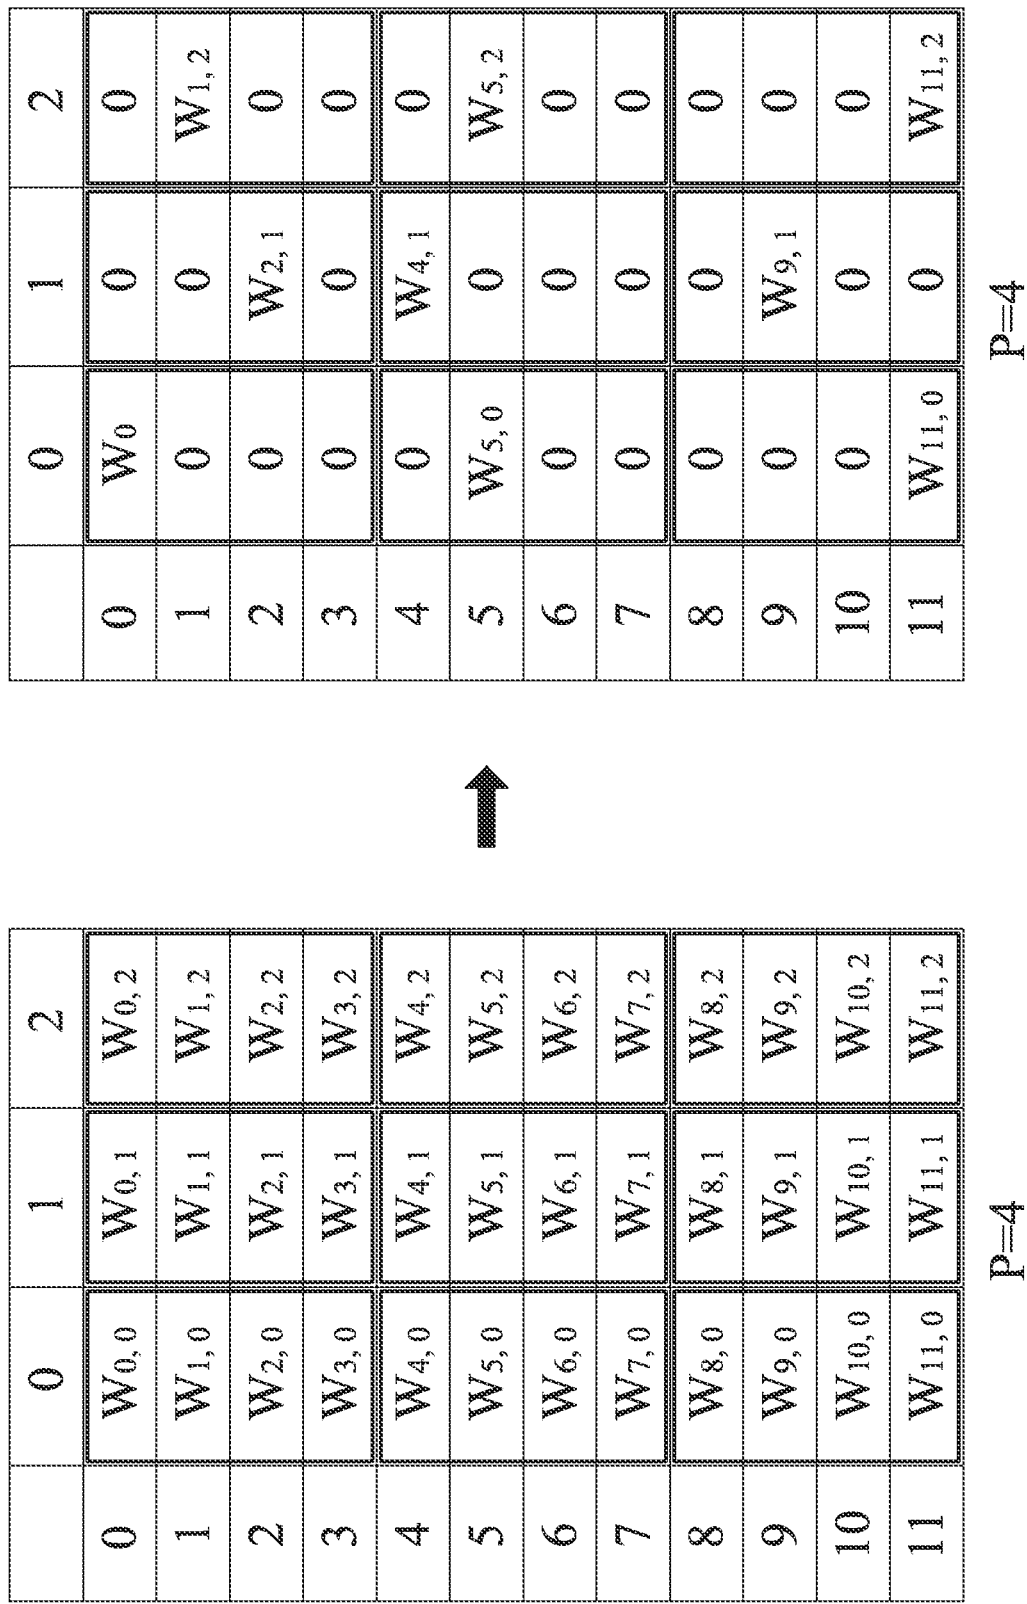 0 1 2
0 W0, 0 W0, 1 W0, 2
1 W1, 0 W1, 1 W1, 2
2 W2, 0 W2, 1 W2, 2
3 W3, 0 W3, 1 W3, 2
4 W4, 0 W4, 1 W4, 2
5 W5, 0 W5, 1 W5, 2
6 W6, 0 W6, 1 W6, 2
7 W7, 0 W7, 1 W7, 2
8 W8, 0 W8, 1 W8, 2
9 W9, 0 W9, 1 W9, 2
10 W10, 0 W10, 1 W10, 2
11 W11, 0 W11, 1 W11, 2
P=4
0 1 2
0 W0 0 0
1 0 0 W1, 2
2 0 W2, 1 0
3 0 0 0
4 0 W4, 1 0
5 W5, 0 0 W5, 2
6 0 0 0
7 0 0 0
8 0 0 0
9 0 W9, 1 0
10 0 0 0
11 W11, 0 0 W11, 2
P=4